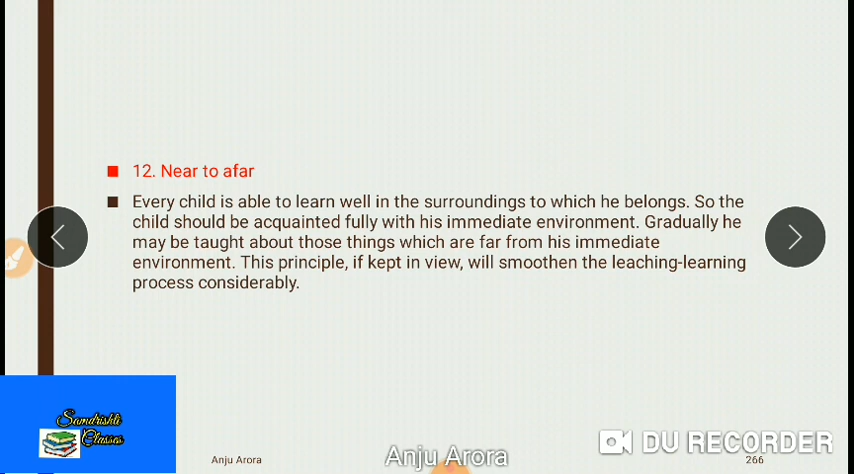 12. Near to afar
Every child is able to learn well in the surroundings to which he belongs. So the
child should be acquainted fully with his immediate environment. Gradually he
may be taught about those things which are far from his immediate
environment. This principle, if kept in view, will smoothen the leaching-learning
process considerably.
Samdrishti
Classes
Anju Arora
Anju Arora
DU RECORDER
266